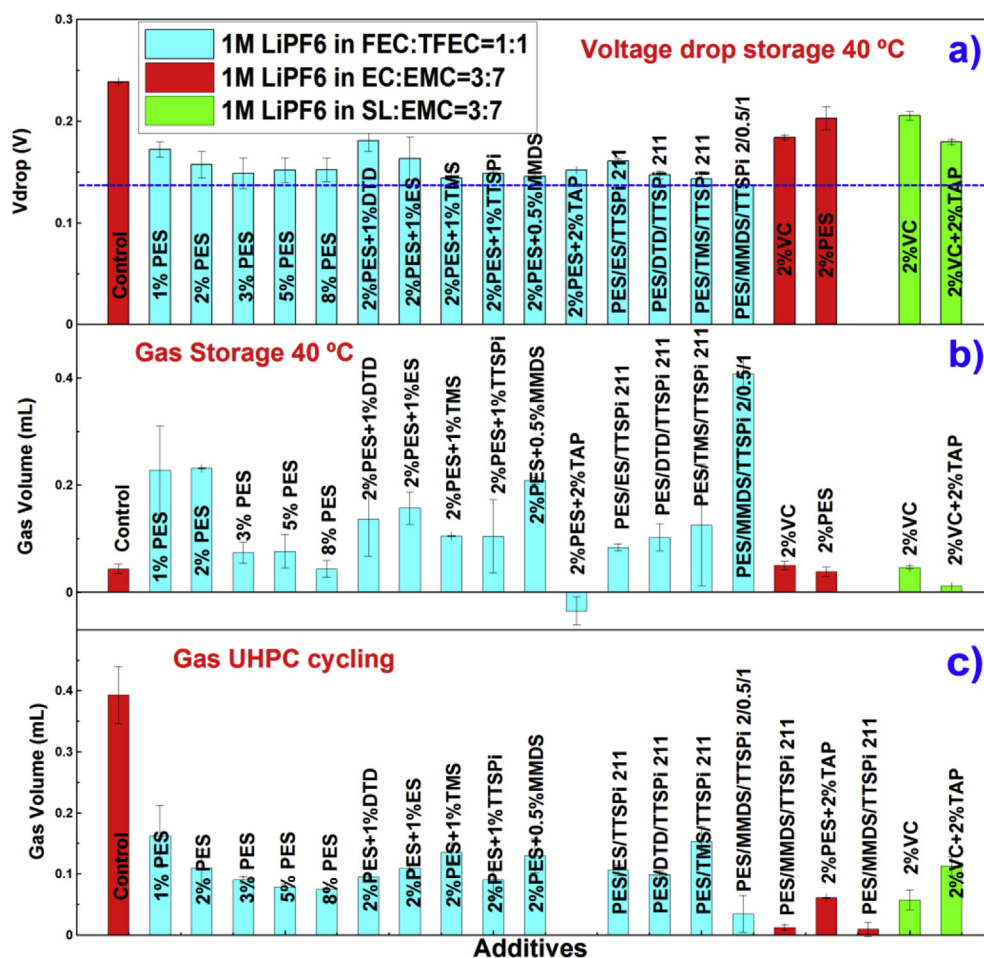 1M LiPF6 in FEC:TFEC=1:1
1M LiPF6 in EC:EMC=3:7
1M LiPF6 in SL:EMC=3:7
Voltage drop storage 40 ºC
a)
Vdrop (V)
0.3
0.2
0.1
0
Control
1% PES
2% PES
3% PES
5% PES
8% PES
2%PES+1%DTD
2%PES+1%ES
2%PES+1%TMS
2%PES+1%TTSPi
2%PES+0.5%MMDS
2%PES+2%TAP
PES/ES/TTSPi 211
PES/DTD/TTSPi 211
PES/TMS/TTSPi 211
PES/MMDS/TTSPi 2/0.5/1
2%VC
2%PES
2%VC
2%VC+2%TAP
Gas Storage 40 ºC
b)
Gas Volume (mL)
0.4
0.2
0
Control
1% PES
2% PES
3% PES
5% PES
8% PES
2%PES+1%DTD
2%PES+1%ES
2%PES+1%TMS
2%PES+1%TTSPi
2%PES+0.5%MMDS
2%PES+2%TAP
PES/ES/TTSPi 211
PES/DTD/TTSPi 211
PES/TMS/TTSPi 211
PES/MMDS/TTSPi 2/0.5/1
2%VC
2%PES
2%VC
2%VC+2%TAP
Gas UHPC cycling
c)
Gas Volume (mL)
0.4
0.3
0.2
0.1
0
Control
1% PES
2% PES
3% PES
5% PES
8% PES
2%PES+1%DTD
2%PES+1%ES
2%PES+1%TMS
2%PES+1%TTSPi
2%PES+0.5%MMDS
PES/ES/TTSPi 211
PES/DTD/TTSPi 211
PES/TMS/TTSPi 211
PES/MMDS/TTSPi 2/0.5/1
PES/MMDS/TTSPi 211
2%PES+2%TAP
PES/MMDS/TTSPi 211
2%VC
2%VC+2%TAP
Additives